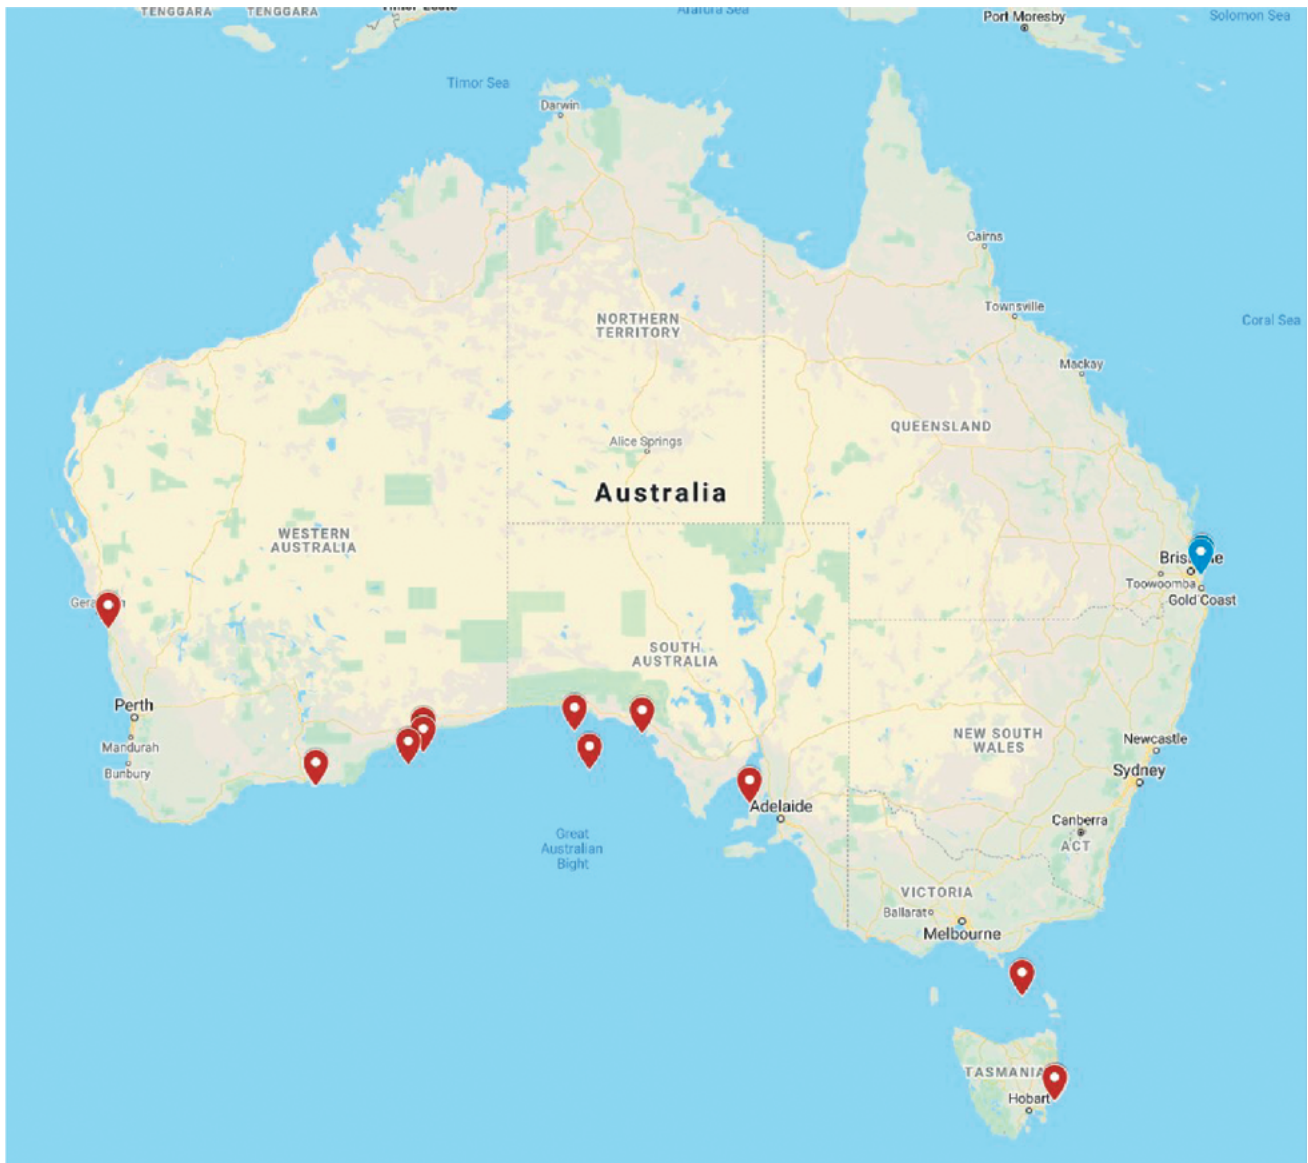 TENGGARA
TENGGARA
Timor-Leste
Arafura Sea
Port Moresby
Solomon Sea
Timor Sea
Darwin
Cairns
Townsville
Coral Sea
NORTHERN
TERRITORY
Mackay
QUEENSLAND
Alice Springs
Australia
WESTERN
AUSTRALIA
Toowoomba
Gold Coast
SOUTH
AUSTRALIA
Perth
Mandurah
Bunbury
NEW SOUTH
WALES
Newcastle
Sydney
Adelaide
Canberra
ACT
Great
Australian
Bight
VICTORIA
Ballarat
Melbourne
TASMANIA
Hobart